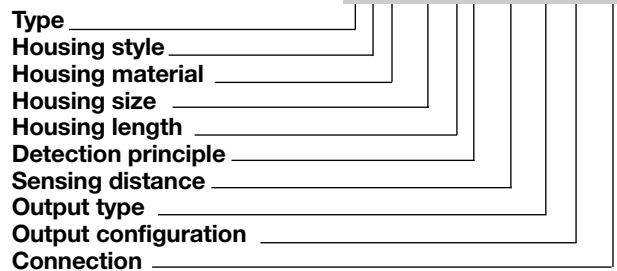 Type
Housing style
Housing material
Housing size
Housing length
Detection principle
Sensing distance
Output type
Output configuration
Connection